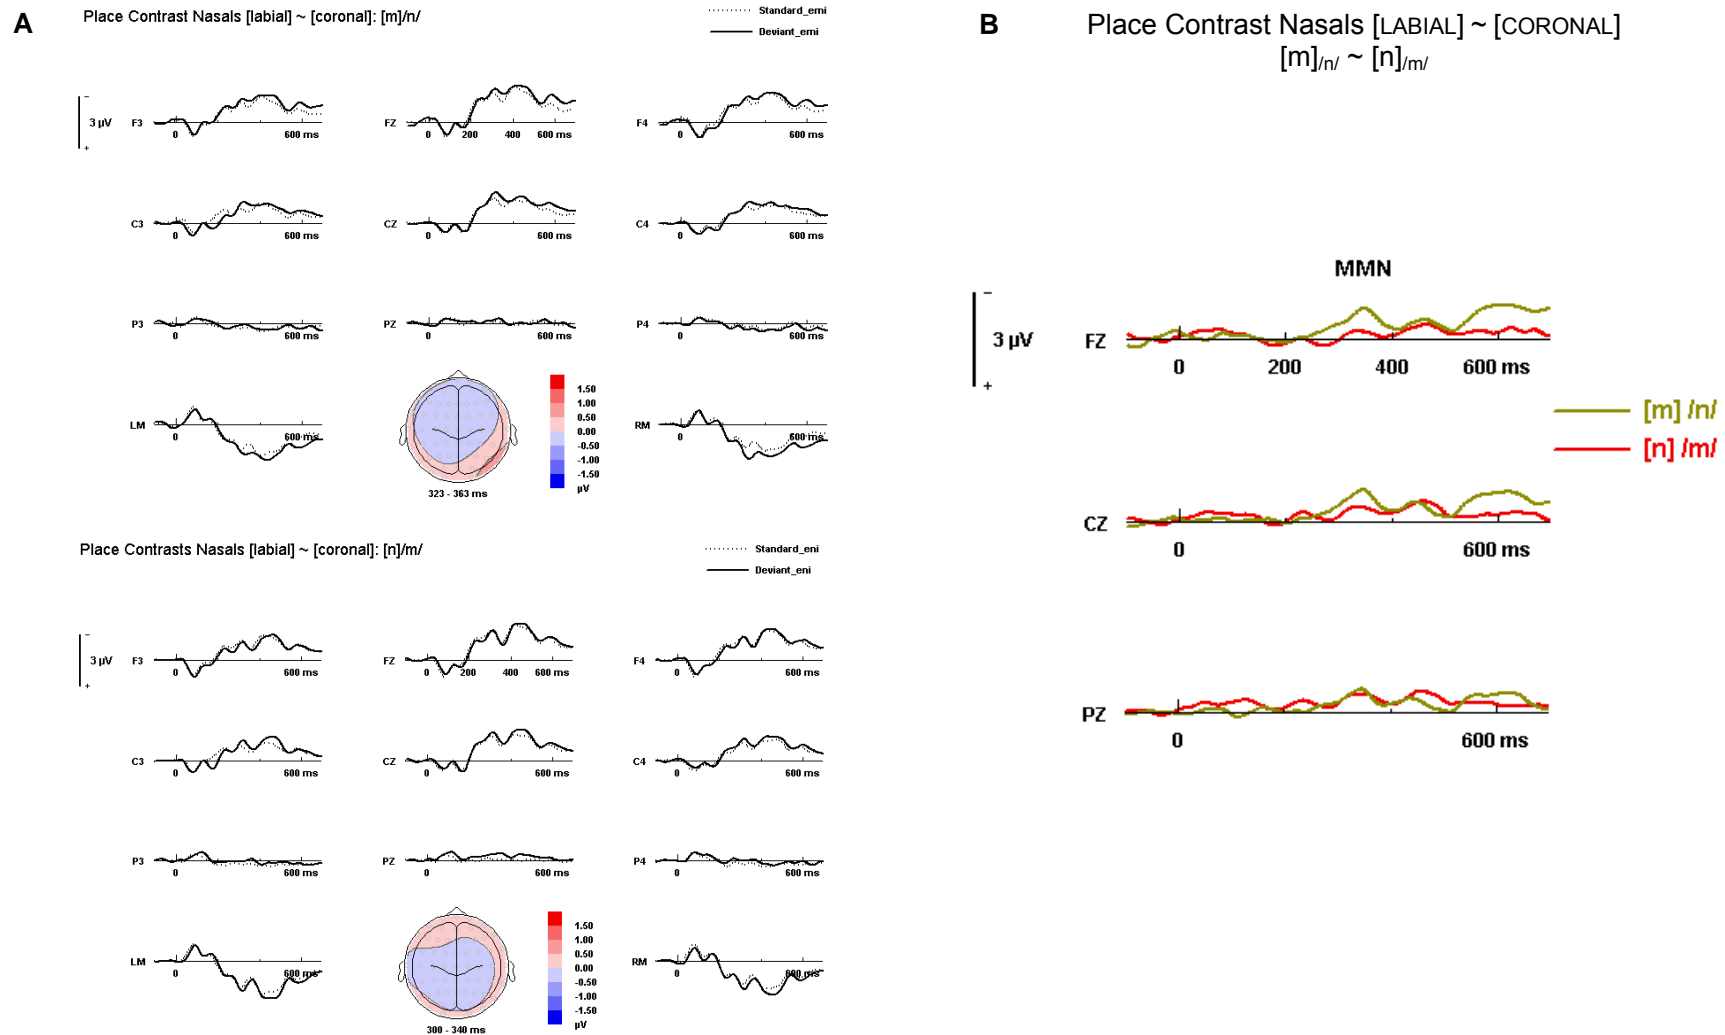 A
Place Contrast Nasals [labial] ~ [coronal]: [m]/n/
Standard_emi
Deviant_emi
3 µV
−
+
F3
0
600 ms
FZ
0
200
400
600 ms
F4
0
600 ms
C3
0
600 ms
CZ
0
600 ms
C4
0
600 ms
P3
0
600 ms
PZ
0
600 ms
P4
0
600 ms
LM
0
600 ms
323 - 363 ms
1.50
1.00
0.50
0.00
-0.50
-1.00
-1.50
µV
RM
0
600 ms
Place Contrasts Nasals [labial] ~ [coronal]: [n]/m/
Standard_eni
Deviant_eni
3 µV
−
+
F3
0
600 ms
FZ
0
200
400
600 ms
F4
0
600 ms
C3
0
600 ms
CZ
0
600 ms
C4
0
600 ms
P3
0
600 ms
PZ
0
600 ms
P4
0
600 ms
LM
0
600 ms
300 - 340 ms
1.50
1.00
0.50
0.00
-0.50
-1.00
-1.50
µV
RM
0
600 ms
B
Place Contrast Nasals [LABIAL] ~ [CORONAL]
[m]/n/ ~ [n]/m/
MMN
−
3 µV
+
FZ
0
200
400
600 ms
[m] /n/
[n] /m/
CZ
0
600 ms
PZ
0
600 ms